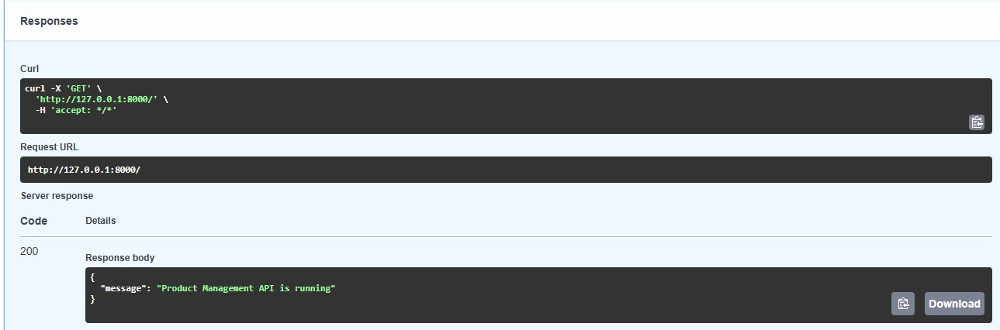 Responses
Curl
curl -X 'GET' \
  'http://127.0.0.1:8000/' \
  -H 'accept: */*'
Request URL
http://127.0.0.1:8000/
Server response
Code Details
200
Response body
{
  "message": "Product Management API is running"
}
Download